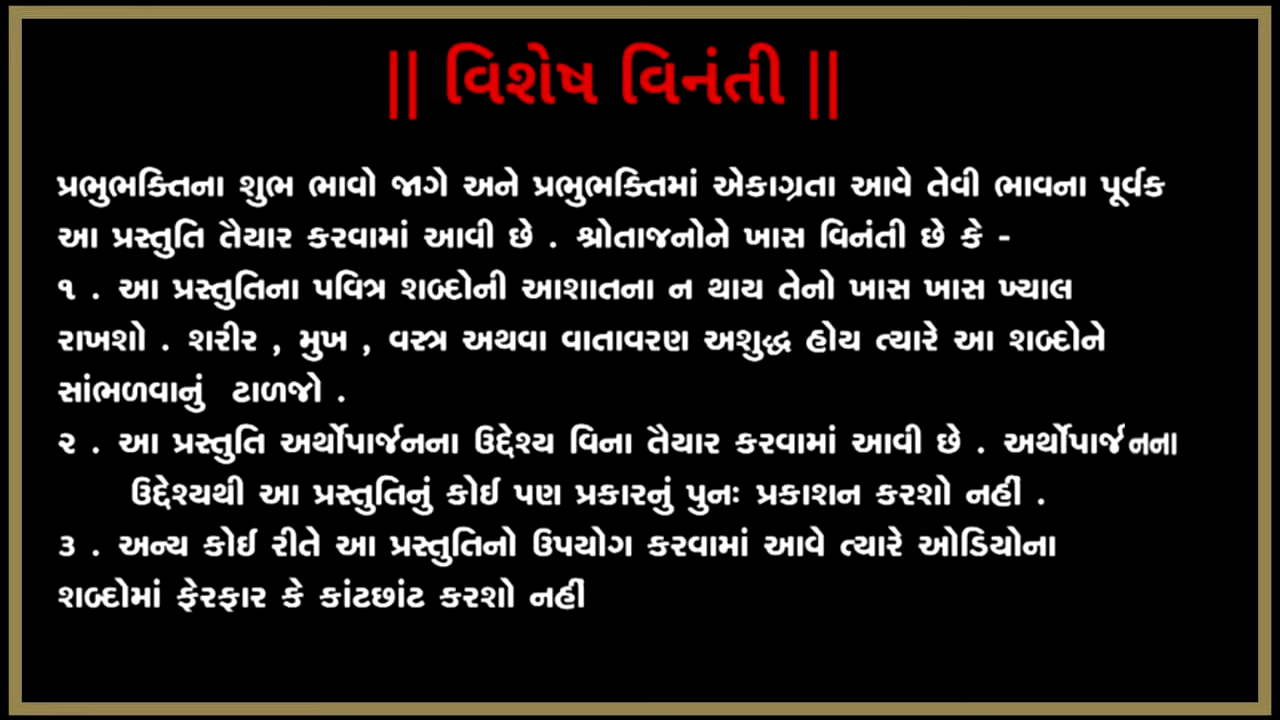 || વિશેષ વિનંતી ||
પ્રભુભક્તિના શુભ ભાવો જાગે અને પ્રભુભક્તિમાં એકાગ્રતા આવે તેવી ભાવના પૂર્વક
આ પ્રસ્તુતિ તૈયાર કરવામાં આવી છે . શ્રોતાજનોને ખાસ વિનંતી છે કે -
૧ . આ પ્રસ્તુતિના પવિત્ર શબ્દોની આશાતના ન થાય તેનો ખાસ ખાસ ખ્યાલ
રાખશો . શરીર , મુખ , વસ્ત્ર અથવા વાતાવરણ અશુદ્ધ હોય ત્યારે આ શબ્દોને
સાંભળવાનું ટાળજો .
૨ . આ પ્રસ્તુતિ અર્થોપાર્જનના ઉદ્દેશ્ય વિના તૈયાર કરવામાં આવી છે . અર્થોપાર્જનના
ઉદ્દેશ્યથી આ પ્રસ્તુતિનું કોઈ પણ પ્રકારનું પુનઃ પ્રકાશન કરશો નહીં .
૩ . અન્ય કોઈ રીતે આ પ્રસ્તુતિનો ઉપયોગ કરવામાં આવે ત્યારે ઓડિયોના
શબ્દોમાં ફેરફાર કે કાંટછાંટ કરશો નહીં